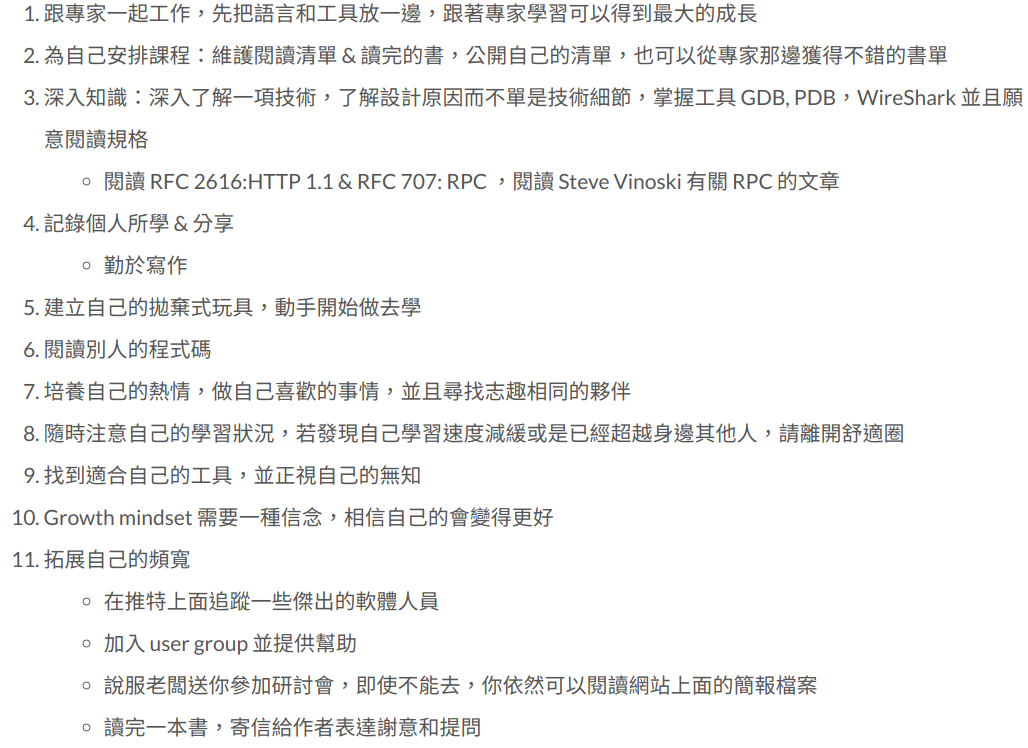 1. 跟專家一起工作，先把語言和工具放一邊，跟著專家學習可以得到最大的成長
2. 為自己安排課程：維護閱讀清單 & 讀完的書，公開自己的清單，也可以從專家那邊獲得不錯的書單
3. 深入知識：深入了解一項技術，了解設計原因而不單是技術細節，掌握工具 GDB, PDB，WireShark 並且願
意閱讀規格
◦ 閱讀 RFC 2616:HTTP 1.1 & RFC 707: RPC ，閱讀 Steve Vinoski 有關 RPC 的文章
4. 記錄個人所學 & 分享
◦ 勤於寫作
5. 建立自己的拋棄式玩具，動手開始做去學
6. 閱讀別人的程式碼
7. 培養自己的熱情，做自己喜歡的事情，並且尋找志趣相同的夥伴
8. 隨時注意自己的學習狀況，若發現自己學習速度減緩或是已經超越身邊其他人，請離開舒適圈
9. 找到適合自己的工具，並正視自己的無知
10. Growth mindset 需要一種信念，相信自己的會變得更好
11. 拓展自己的頻寬
◦ 在推特上面追蹤一些傑出的軟體人員
◦ 加入 user group 並提供幫助
◦ 說服老闆送你參加研討會，即使不能去，你依然可以閱讀網站上面的簡報檔案
◦ 讀完一本書，寄信給作者表達謝意和提問